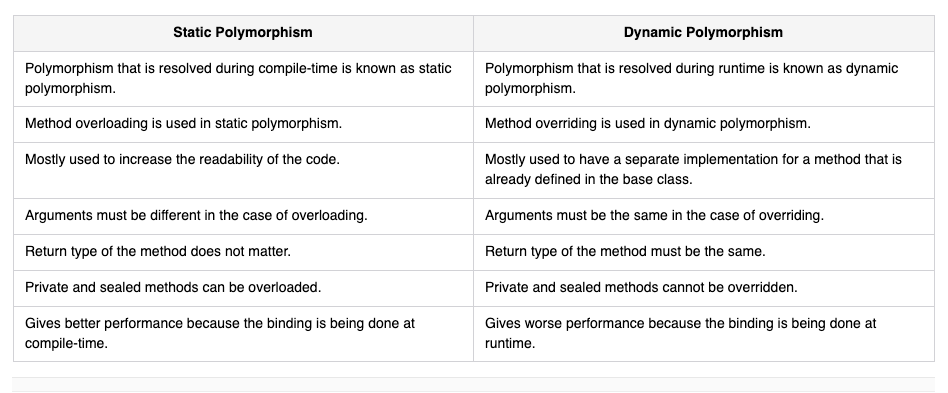 Static Polymorphism
Dynamic Polymorphism
Polymorphism that is resolved during compile-time is known as static
polymorphism.
Polymorphism that is resolved during runtime is known as dynamic
polymorphism.
Method overloading is used in static polymorphism.
Method overriding is used in dynamic polymorphism.
Mostly used to increase the readability of the code.
Mostly used to have a separate implementation for a method that is
already defined in the base class.
Arguments must be different in the case of overloading.
Arguments must be the same in the case of overriding.
Return type of the method does not matter.
Return type of the method must be the same.
Private and sealed methods can be overloaded.
Private and sealed methods cannot be overridden.
Gives better performance because the binding is being done at
compile-time.
Gives worse performance because the binding is being done at
runtime.